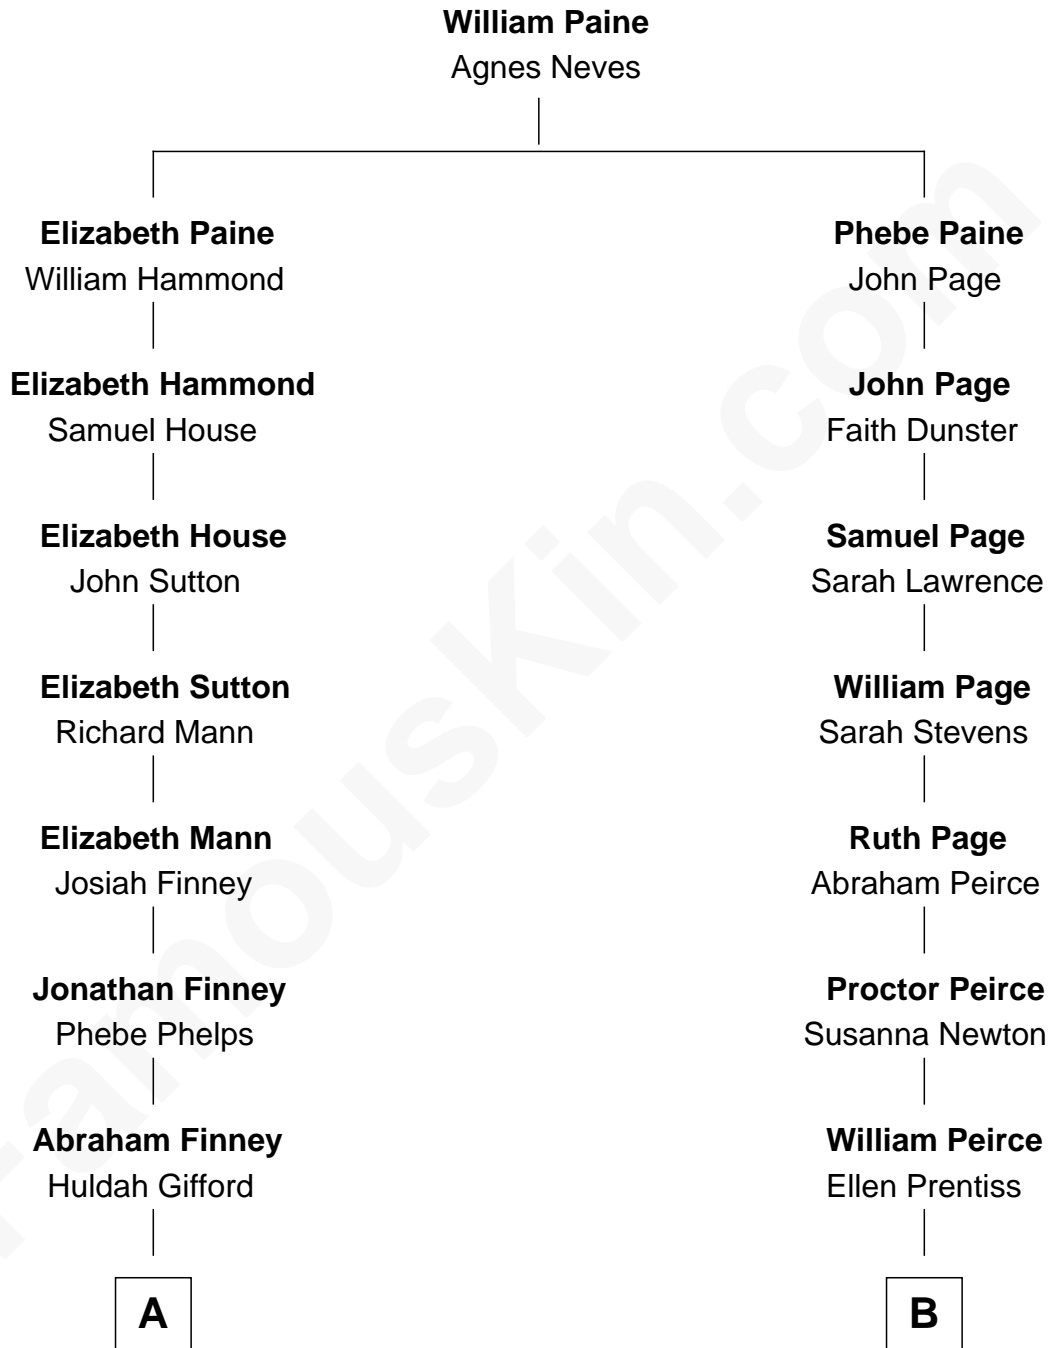 William Paine
Agnes Neves
Elizabeth Paine
William Hammond
Phebe Paine
John Page
Elizabeth Hammond
Samuel House
John Page
Faith Dunster
Elizabeth House
John Sutton
Samuel Page
Sarah Lawrence
Elizabeth Sutton
Richard Mann
William Page
Sarah Stevens
Elizabeth Mann
Josiah Finney
Ruth Page
Abraham Peirce
Jonathan Finney
Phebe Phelps
Proctor Peirce
Susanna Newton
Abraham Finney
Huldah Gifford
William Peirce
Ellen Prentiss
A
B
FamousKin.com